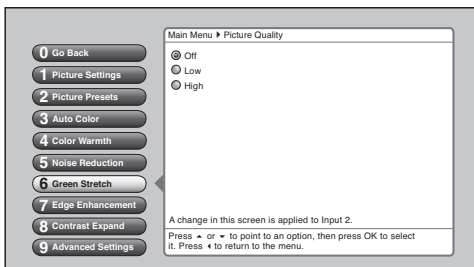 Main Menu ▶ Picture Quality
0 Go Back
1 Picture Settings
2 Picture Presets
3 Auto Color
4 Color Warmth
5 Noise Reduction
6 Green Stretch
7 Edge Enhancement
8 Contrast Expand
9 Advanced Settings
Off
Low
High
A change in this screen is applied to Input 2.
Press ▲ or ▼ to point to an option, then press OK to select
it. Press ◀ to return to the menu.